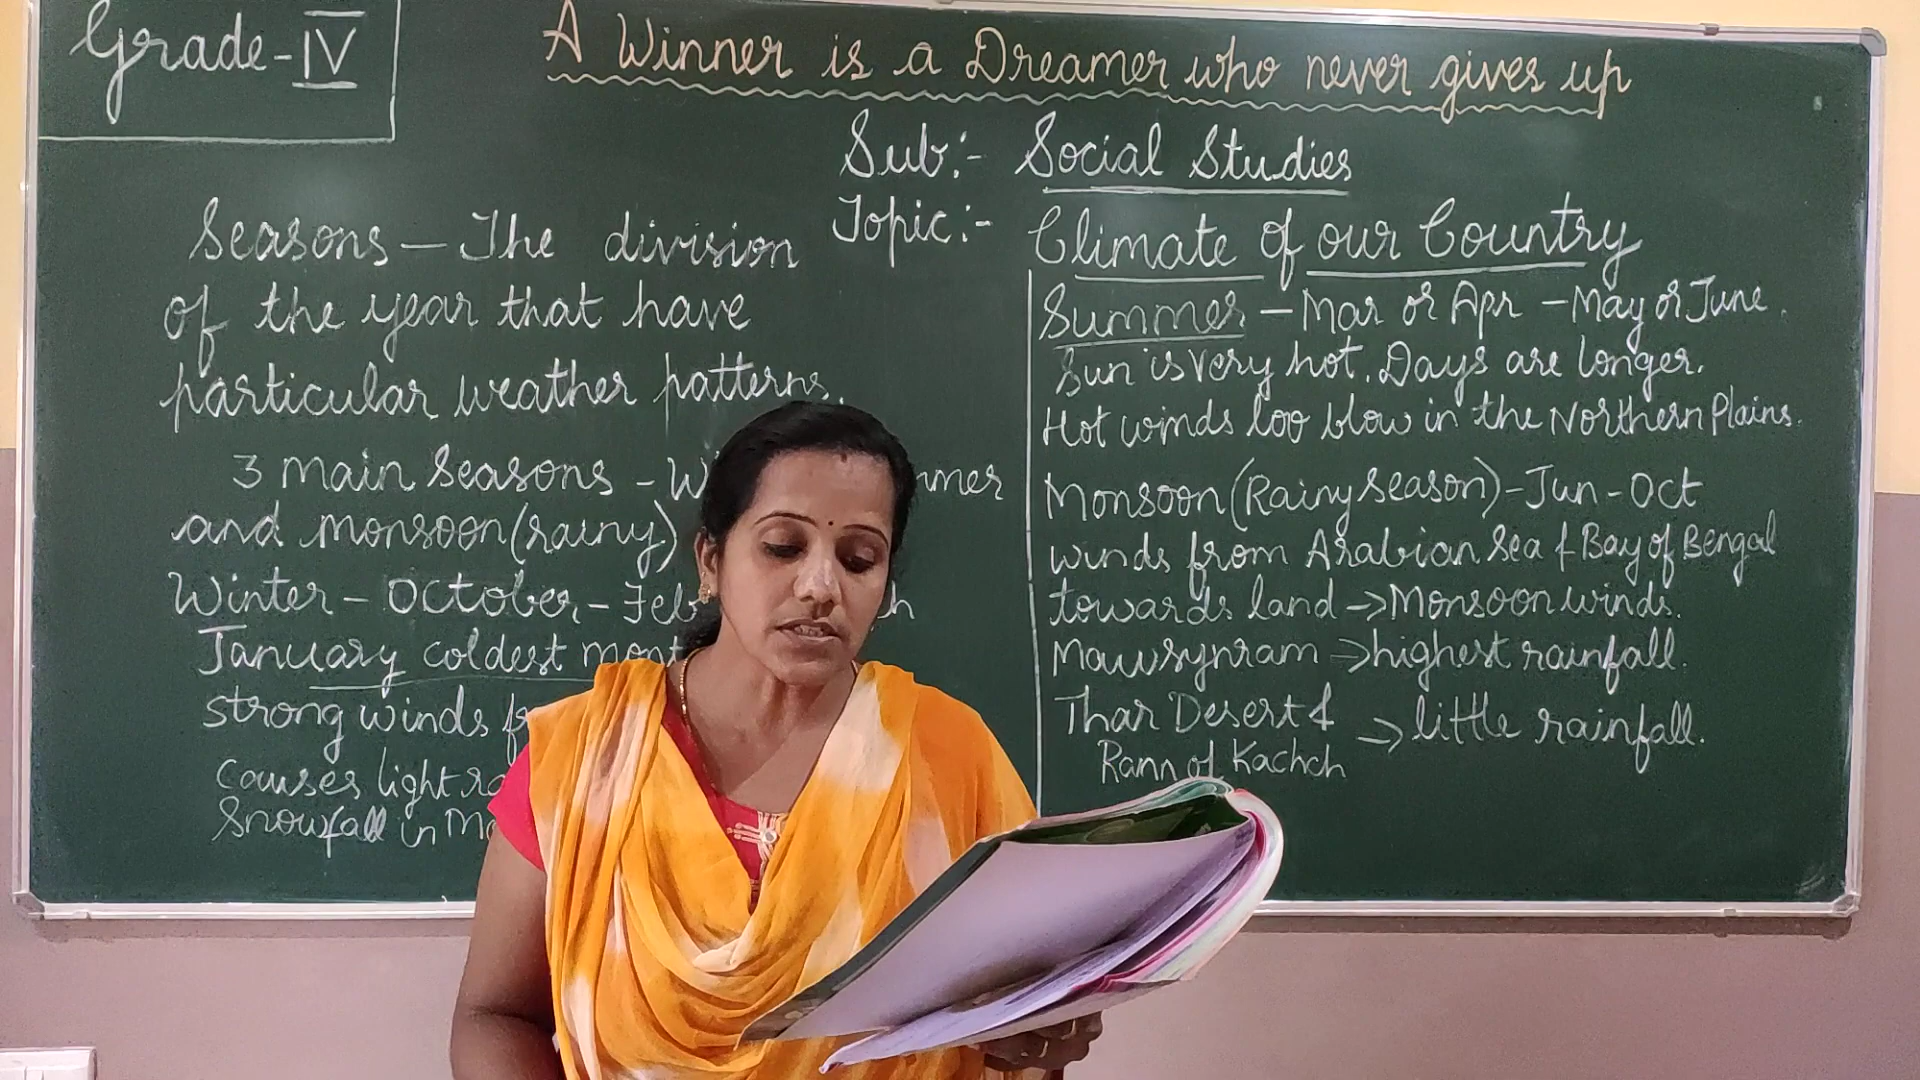 Grade-IV
A Winner is a Dreamer who never gives up
Sub:- Social Studies
Topic:- Climate of our Country
Seasons – The division
of the year that have
particular weather patterns.
3 main seasons -
and monsoon (rainy)
Winter – October, –
January coldest
strong winds
causes light
Snowfall in
Summer – Mar or Apr – May or June.
Sun is very hot. Days are longer.
Hot winds loo blow in the Northern Plains.
Monsoon (Rainy season) - Jun - Oct
winds from Arabian Sea & Bay of Bengal
towards land → Monsoon winds.
Mawsynram → highest rainfall.
Thar Desert & → little rainfall.
Rann of Kachch